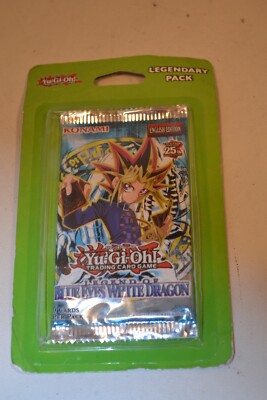 Yu-Gi-Oh!
LEGENDARY
PACK
KONAMI
ENGLISH EDITION
25th
Yu-Gi-Oh!
TRADING CARD GAME
LEGEND OF
BLUE EYES WHITE DRAGON
CARDS